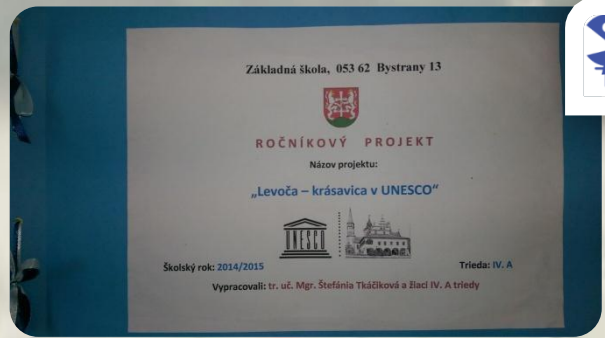 Základná škola, 053 62 Bystrany 13
ROČNÍKOVÝ PROJEKT
Názov projektu:
„Levoča – krásavica v UNESCO“
UNESCO
Školský rok: 2014/2015 Trieda: IV. A
Vypracovali: tr. uč. Mgr. Štefánia Tkáčiková a žiaci IV. A triedy